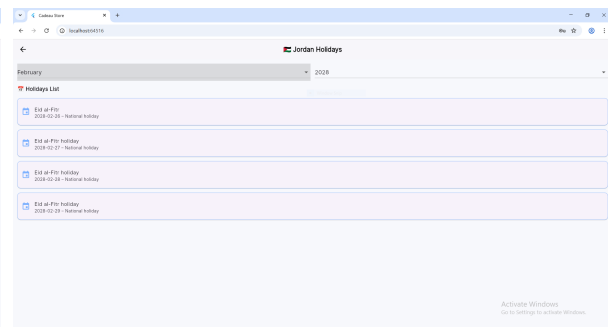 Cadeau Store
localhost:64516
Jordan Holidays
February
2028
Holidays List
Eid al-Fitr
2028-02-26 - National holiday
Eid al-Fitr holiday
2028-02-27 - National holiday
Eid al-Fitr holiday
2028-02-28 - National holiday
Eid al-Fitr holiday
2028-02-29 - National holiday
Activate Windows
Go to Settings to activate Windows.